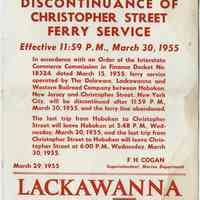 DISCONTINUANCE OF
CHRISTOPHER STREET
FERRY SERVICE
Effective 11:59 P.M., March 30, 1955
In accordance with an Order of the Interstate
Commerce Commission in Finance Docket No.
18324 dated March 15, 1955, ferry service
operated by The Delaware, Lackawanna and
Western Railroad Company between Hoboken,
New Jersey and Christopher Street, New York
City, will be discontinued after 11:59 P.M.,
March 30, 1955, and the ferry line abandoned.
The last trip from Hoboken to Christopher
Street will leave Hoboken at 5:48 P.M. Wed-
nesday, March 30, 1955, and the last trip from
Christopher Street to Hoboken will leave Chris-
topher Street at 6:00 P.M. Wednesday, March
30, 1955.
F. H. COGAN
Superintendent, Marine Department
March 29, 1955
LACKAWANNA